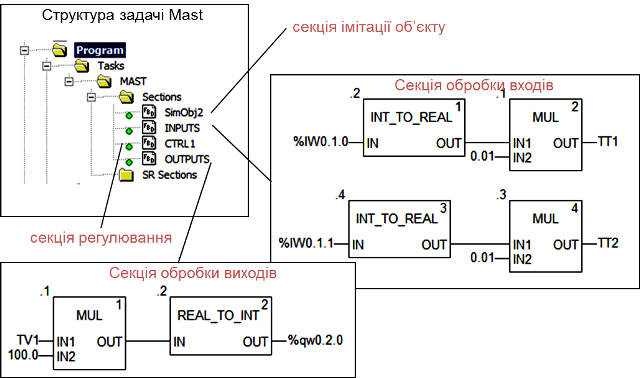 Структура задачі Mast
Program
Tasks
MAST
Sections
FBD SimObj2
FBD INPUTS
FBD CTRL1
FBD OUTPUTS
SR Sections
секція імітації об'єкту
секція регулювання
Секція обробки входів
.2
1
INT_TO_REAL
%IW0.1.0
IN
OUT
.1
2
MUL
IN1
OUT
TT1
0.01
IN2
.4
3
INT_TO_REAL
%IW0.1.1
IN
OUT
.3
4
MUL
IN1
OUT
TT2
0.01
IN2
Секція обробки виходів
.1
1
MUL
TV1
IN1
OUT
100.0
IN2
.2
2
REAL_TO_INT
IN
OUT
%qw0.2.0